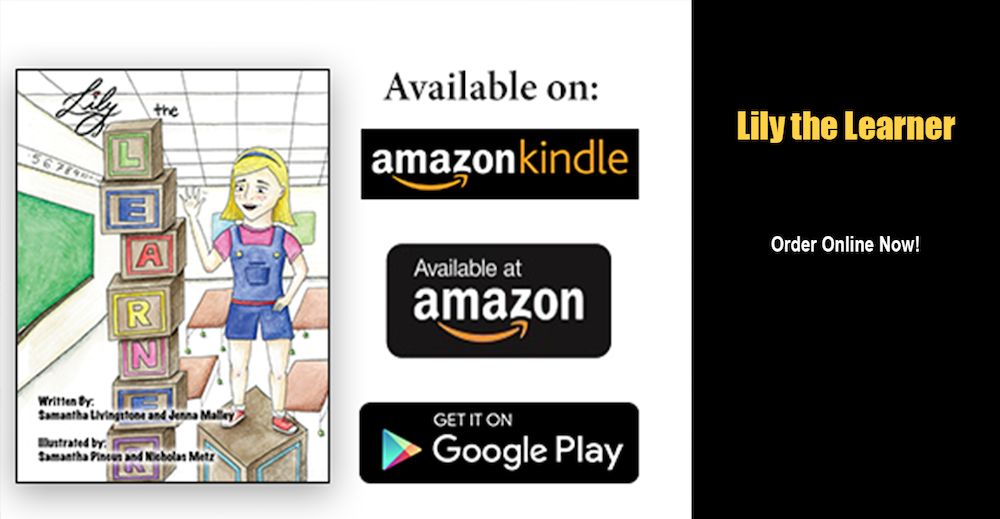 Lily the
L
E
A
R
N
E
R
5 6 7 8 9 10
Written By:
Samantha Livingstone and Jenna Malley
Illustrated by:
Samantha Pincus and Nicholas Metz
Available on:
amazonkindle
Available at
amazon
GET IT ON
Google Play
Lily the Learner
Order Online Now!